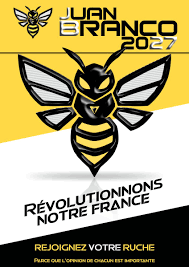 JUAN
BRANCO
2027
RÉVOLUTIONNONS
NOTRE FRANCE
REJOIGNEZ VOTRE RUCHE
PARCE QUE L'OPINION DE CHACUN EST IMPORTANTE